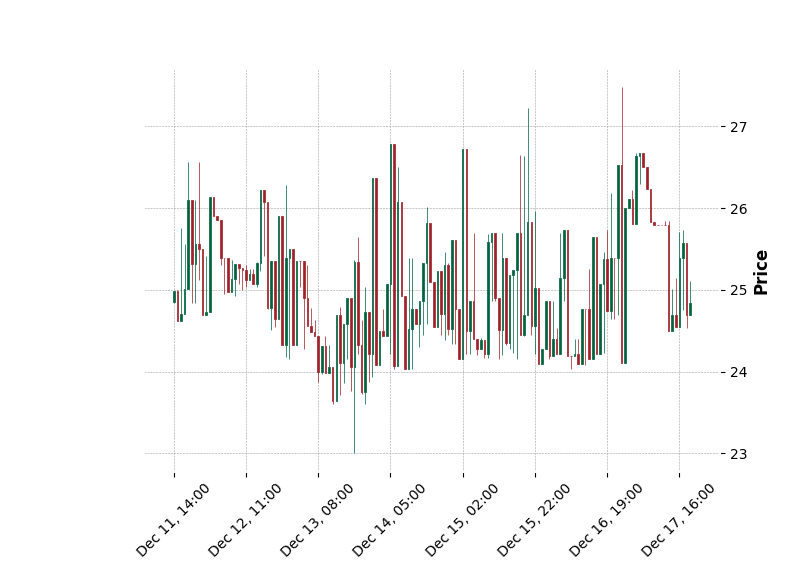 27
26
25
24
23
Price
Dec 11, 14:00
Dec 12, 11:00
Dec 13, 08:00
Dec 14, 05:00
Dec 15, 02:00
Dec 15, 22:00
Dec 16, 19:00
Dec 17, 16:00